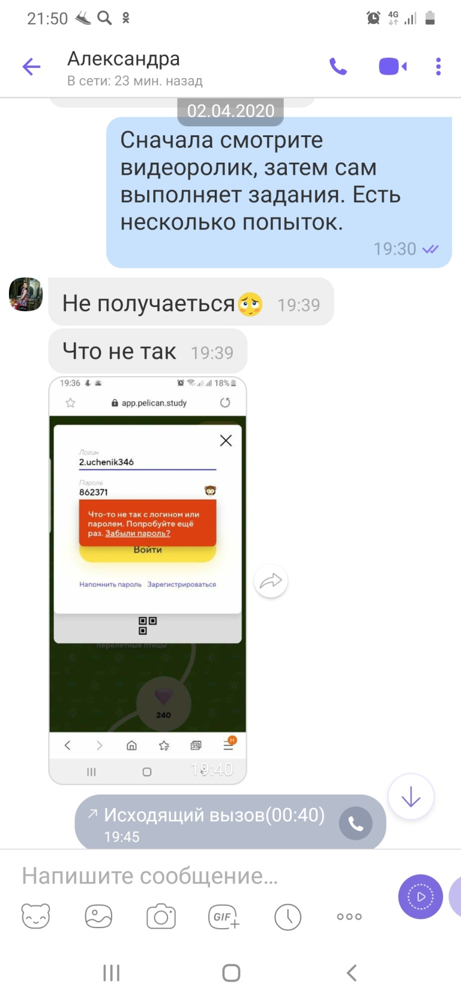 21:50
4G
Александра
В сети: 23 мин. назад
02.04.2020
Сначала смотрите
видеоролик, затем сам
выполняет задания. Есть
несколько попыток.
19:30
Не получаеться 19:39
Что не так 19:39
19:36 18%
app.pelican.study
Логин
2.uchenik346
Пароль
862371
Что-то не так с логином или
паролем. Попробуйте ещё
раз. Забыли пароль?
Войти
Напомнить пароль Зарегистрироваться
перелетные птицы
240
35 H
19:40
Исходящий вызов(00:40)
19:45
Напишите сообщение...
GIF